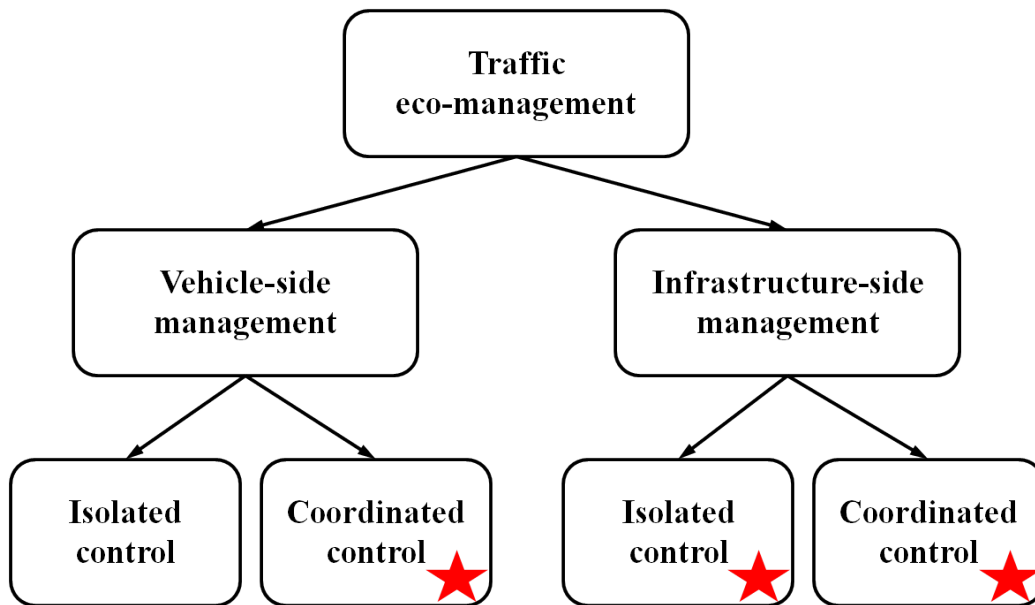 Traffic
eco-management
Vehicle-side
management
Infrastructure-side
management
Isolated
control
Coordinated
control
Isolated
control
Coordinated
control